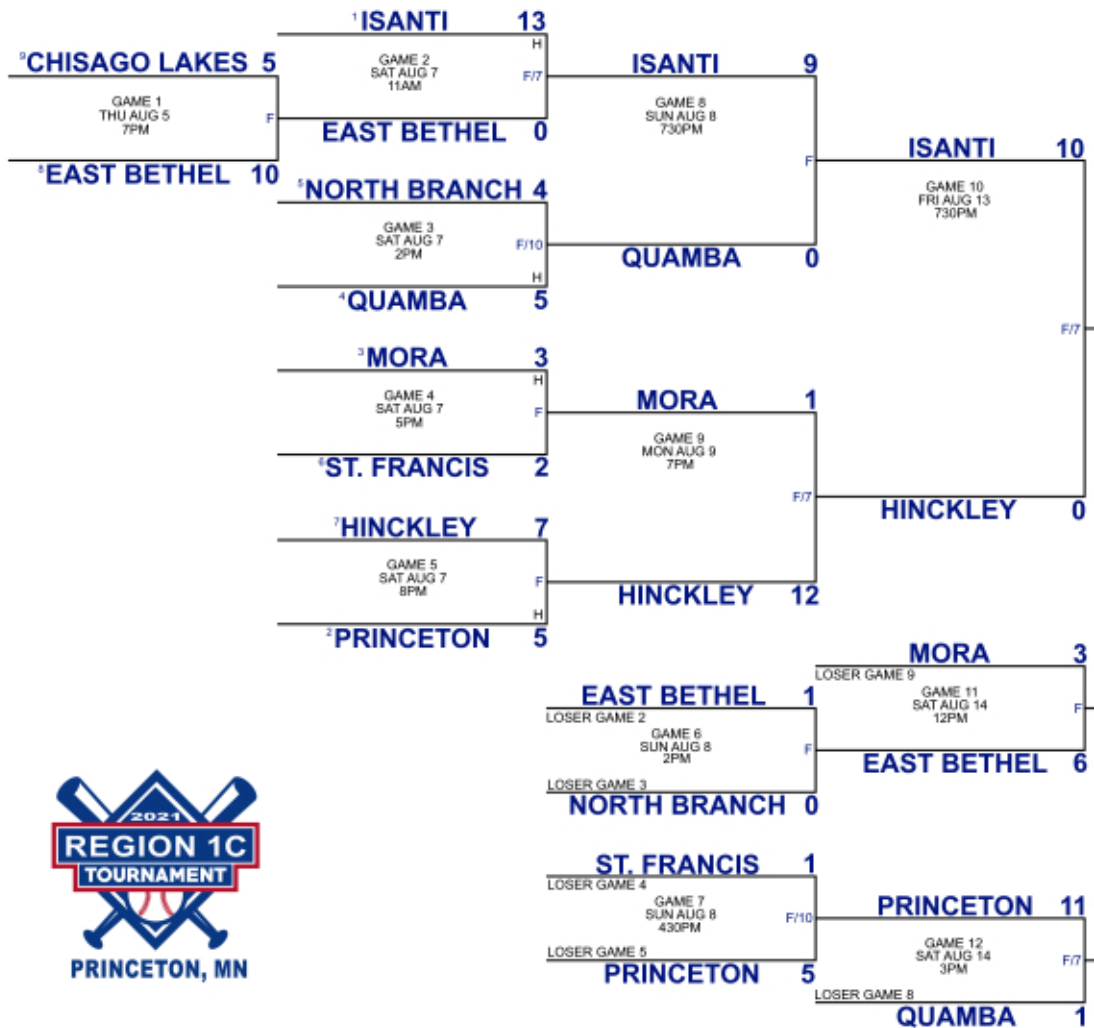 ¹ISANTI 13
H
GAME 2
SAT AUG 7
11AM
F/7
EAST BETHEL 0
⁹CHISAGO LAKES 5
GAME 1
THU AUG 5
7PM
F
⁸EAST BETHEL 10
⁵NORTH BRANCH 4
GAME 3
SAT AUG 7
2PM
F/10
H
⁴QUAMBA 5
³MORA 3
H
GAME 4
SAT AUG 7
5PM
F
⁶ST. FRANCIS 2
⁷HINCKLEY 7
GAME 5
SAT AUG 7
8PM
F
H
²PRINCETON 5
ISANTI 9
GAME 8
SUN AUG 8
730PM
F
QUAMBA 0
MORA 1
GAME 9
MON AUG 9
7PM
F/7
HINCKLEY 12
ISANTI 10
GAME 10
FRI AUG 13
730PM
F/7
HINCKLEY 0
EAST BETHEL 1
LOSER GAME 2
GAME 6
SUN AUG 8
2PM
F
LOSER GAME 3
NORTH BRANCH 0
MORA 3
LOSER GAME 9
GAME 11
SAT AUG 14
12PM
F
EAST BETHEL 6
ST. FRANCIS 1
LOSER GAME 4
GAME 7
SUN AUG 8
430PM
F/10
LOSER GAME 5
PRINCETON 5
PRINCETON 11
GAME 12
SAT AUG 14
3PM
F/7
LOSER GAME 8
QUAMBA 1
2021
REGION 1C
TOURNAMENT
PRINCETON, MN